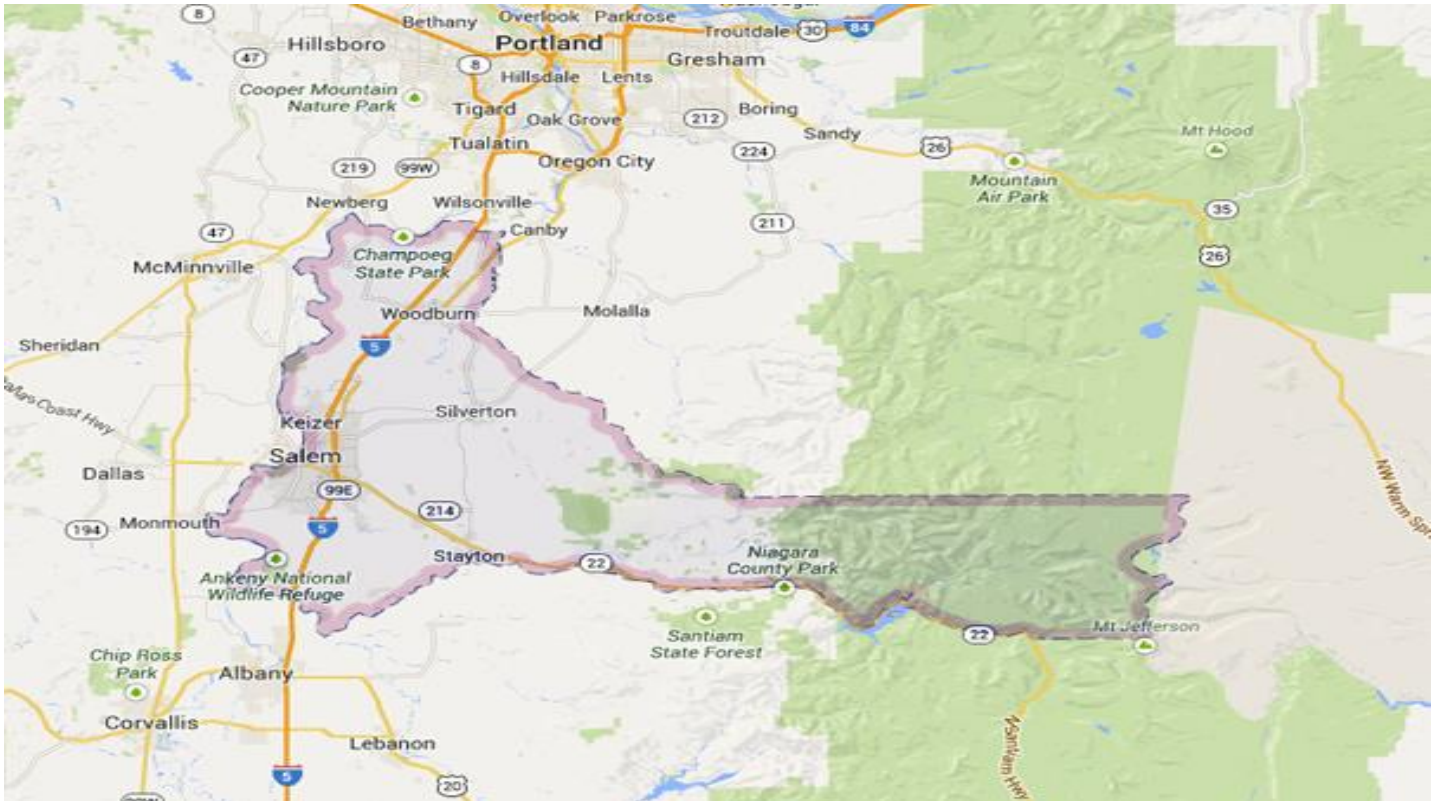 8
Bethany
Overlook
Parkrose
Hillsboro
Portland
Troutdale
30
84
47
8
Hillsdale
Lents
Gresham
Cooper Mountain
Nature Park
Tigard
Oak Grove
212
Boring
Sandy
Mt Hood
Tualatin
219
99W
Oregon City
224
26
Mountain
Air Park
Newberg
Wilsonville
47
Canby
211
35
Champoeg
State Park
26
McMinnville
Woodburn
Molalla
Sheridan
5
Silverton
Keizer
Salem
Dallas
99E
214
NW Warm Spri
194
Monmouth
5
Stayton
22
Niagara
County Park
Ankeny National
Wildlife Refuge
Santiam
State Forest
22
Mt Jefferson
Chip Ross
Park
Albany
Corvallis
Lebanon
5
20